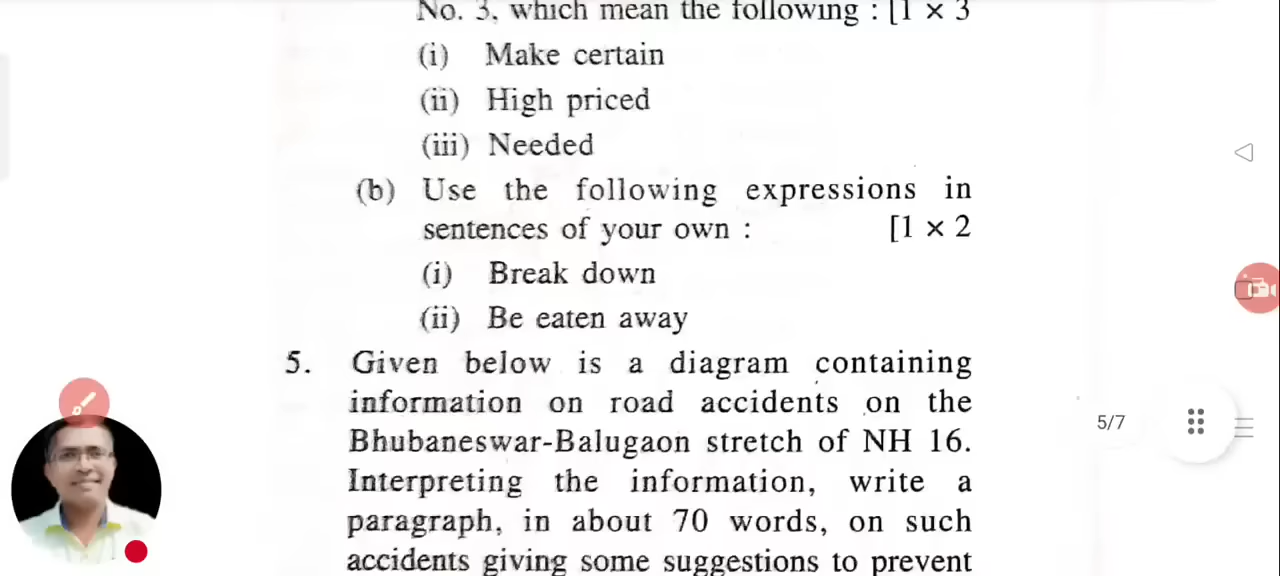 No. 3, which mean the following : [1 × 3
(i) Make certain
(ii) High priced
(iii) Needed
(b) Use the following expressions in
sentences of your own : [1 × 2
(i) Break down
(ii) Be eaten away
5. Given below is a diagram containing
information on road accidents on the
Bhubaneswar-Balugaon stretch of NH 16.
Interpreting the information, write a
paragraph, in about 70 words, on such
accidents giving some suggestions to prevent
5/7